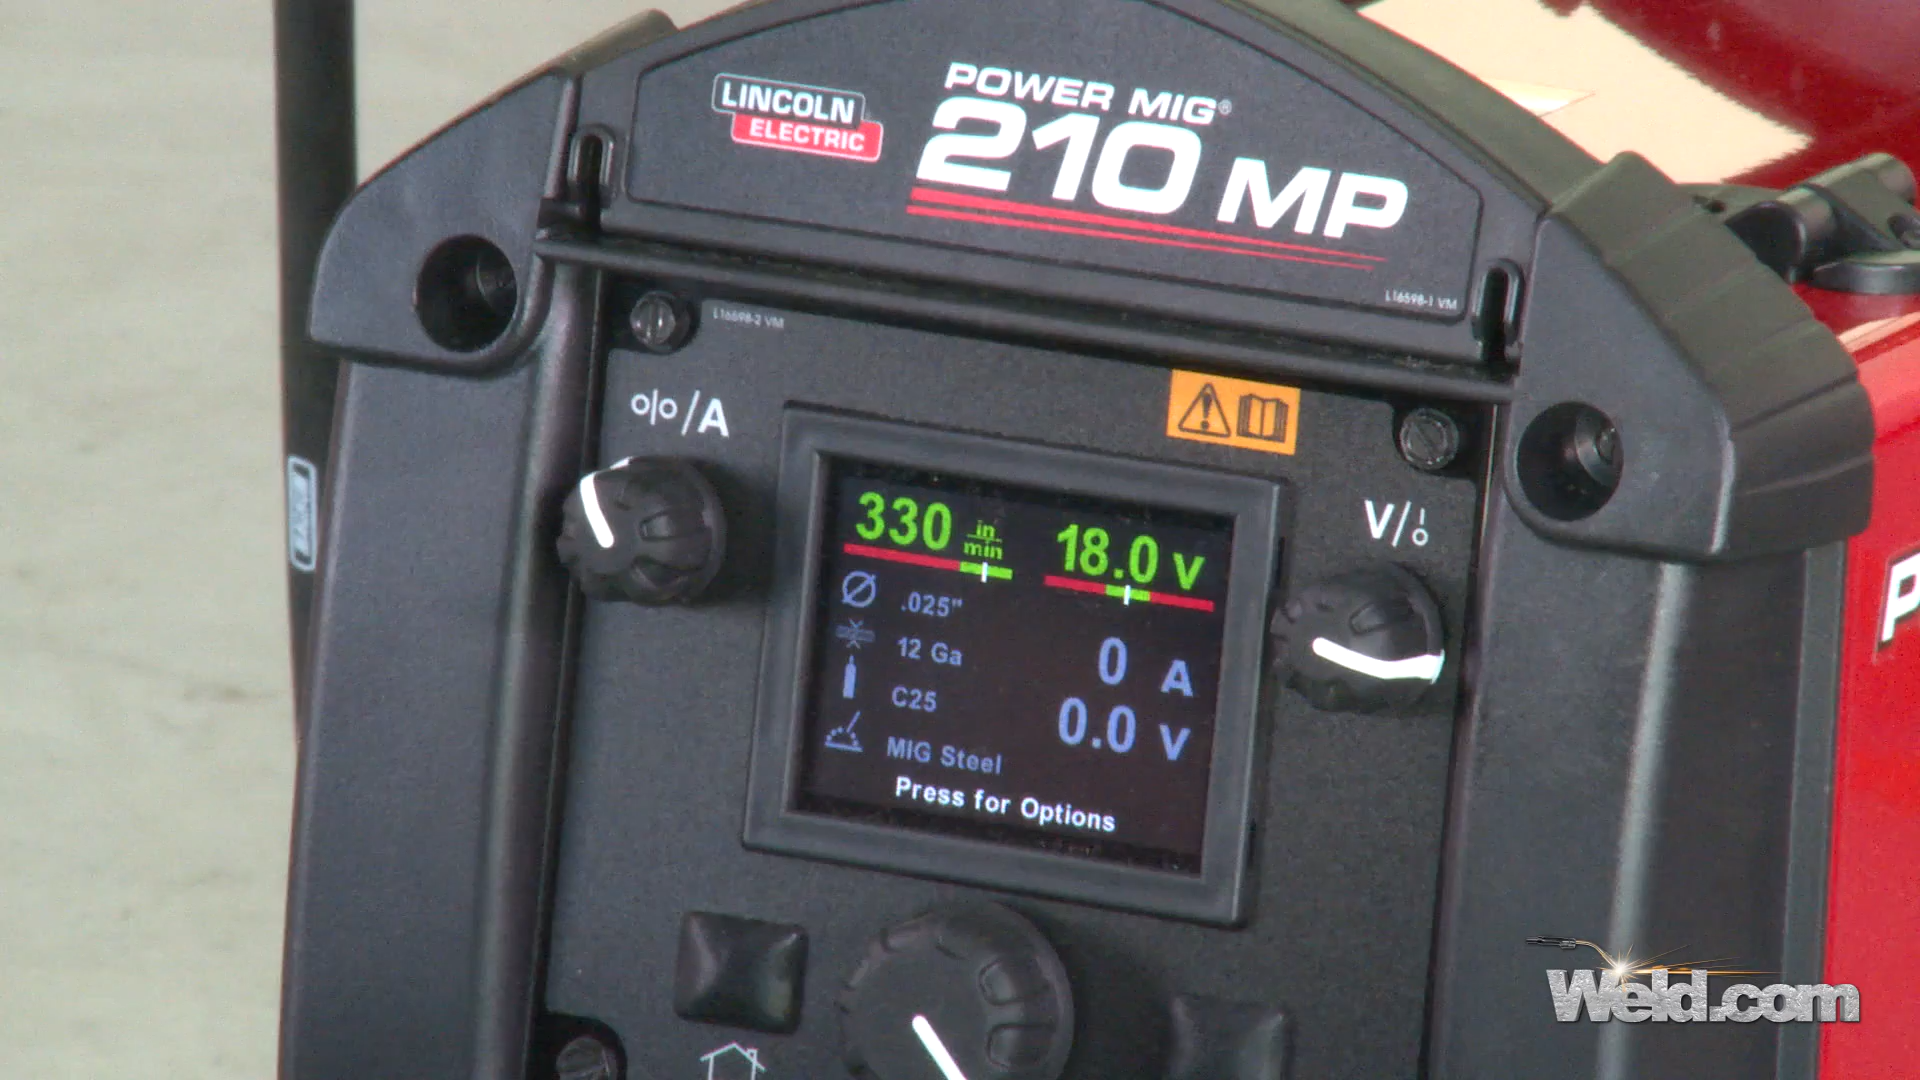 POWER MIG®
LINCOLN
ELECTRIC
210 MP
L16598-1 VM
L16598-2 VM
/A
V/
330 in
min
18.0 V
.025"
12 Ga
0 A
C25
0.0 V
MIG Steel
Press for Options
P
Weld.com